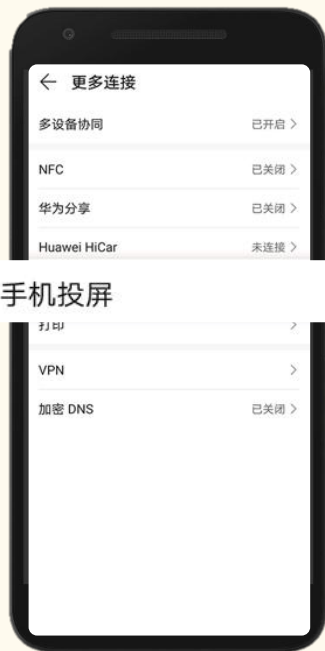 更多连接
多设备协同 已开启
NFC 已关闭
华为分享 已关闭
Huawei HiCar 未连接
手机投屏
打印
VPN
加密 DNS 已关闭